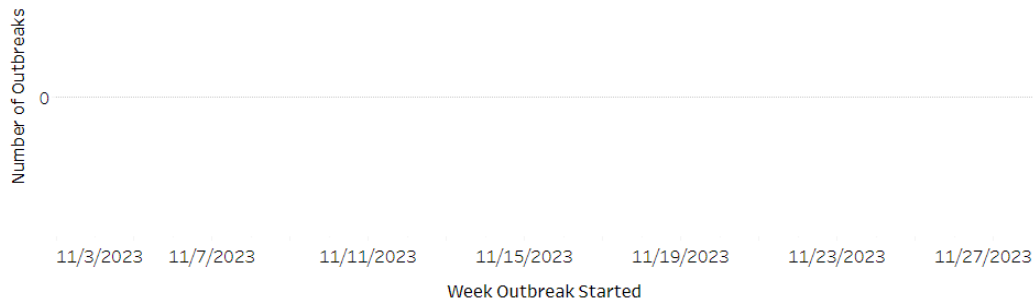 Number of Outbreaks
0
11/3/2023 11/7/2023 11/11/2023 11/15/2023 11/19/2023 11/23/2023 11/27/2023
Week Outbreak Started